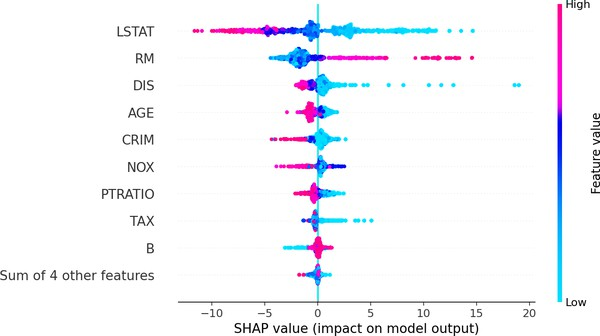 High
LSTAT
RM
DIS
AGE
CRIM
NOX
PTRATIO
TAX
B
Sum of 4 other features
Feature value
Low
−10 −5 0 5 10 15 20
SHAP value (impact on model output)